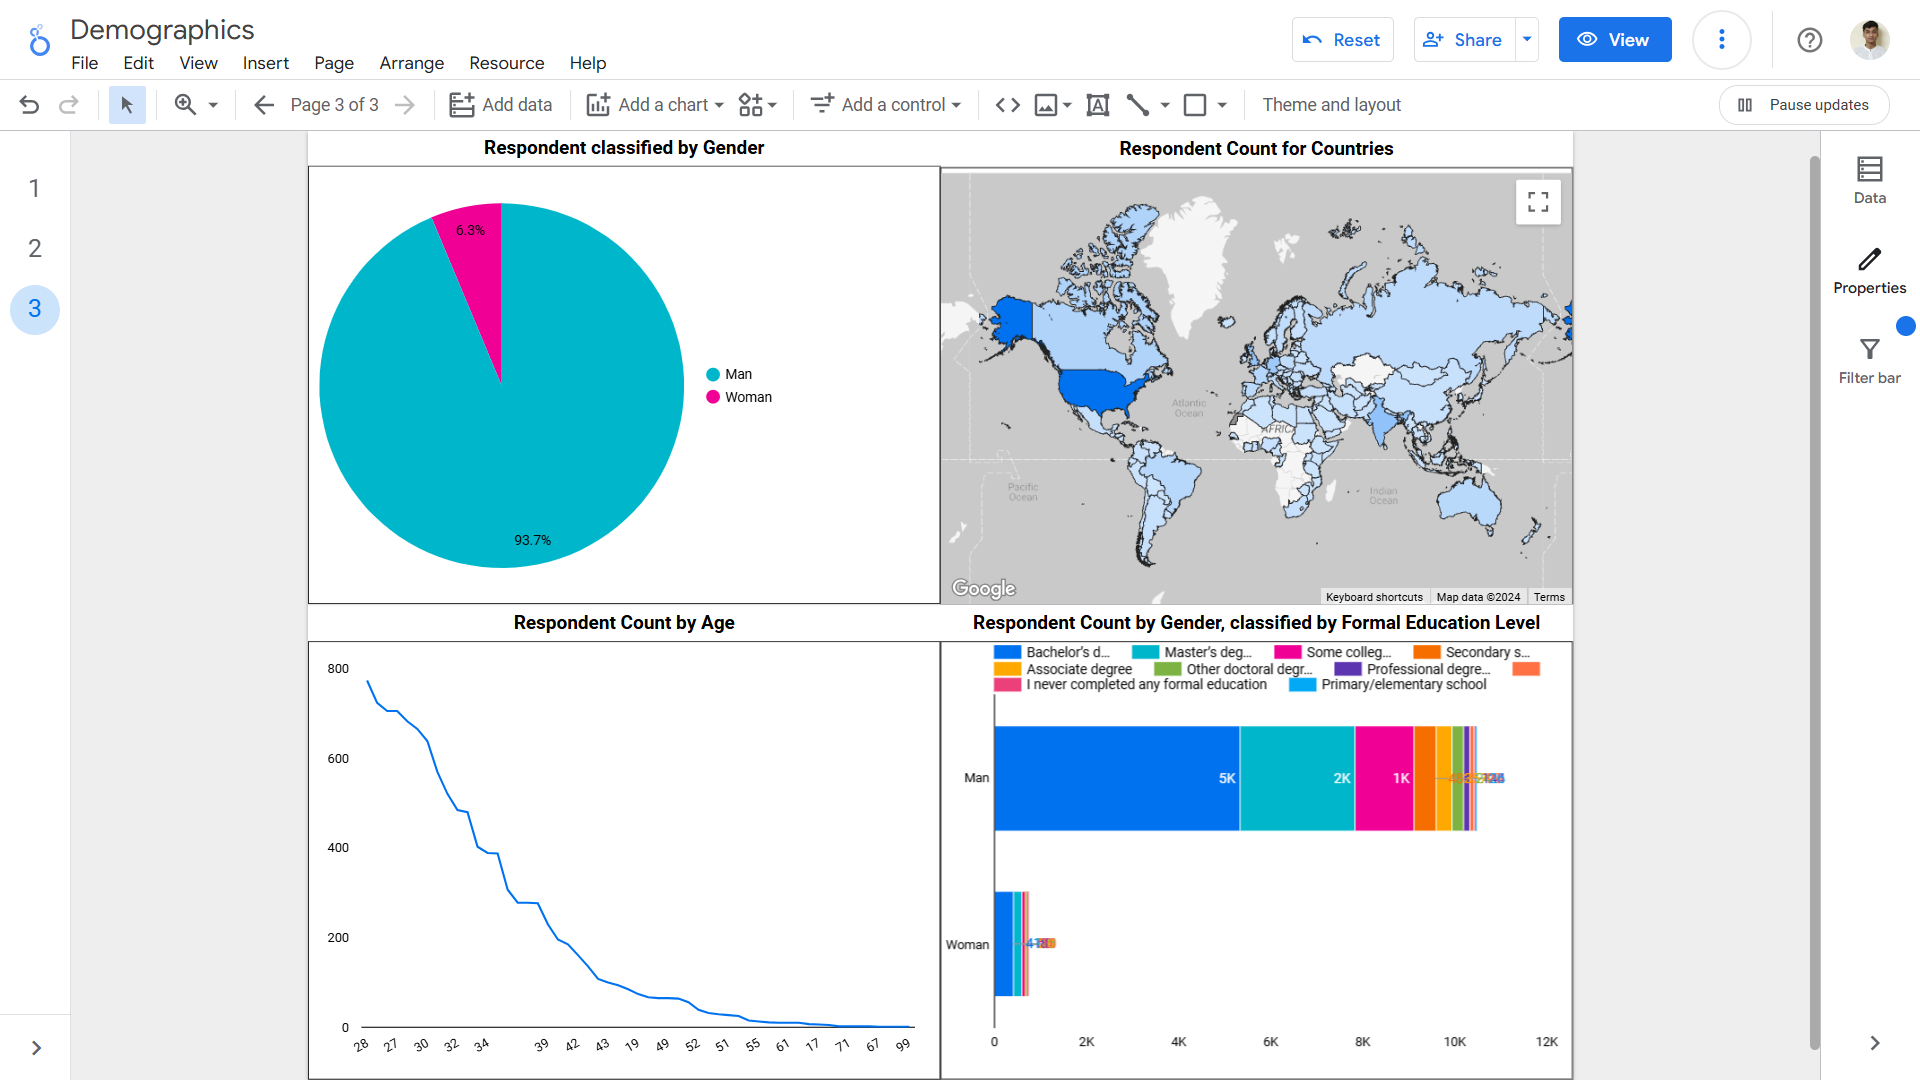 Demographics
File Edit View Insert Page Arrange Resource Help
Reset
Share
View
Page 3 of 3
Add data
Add a chart
Add a control
Theme and layout
Pause updates
1
2
3
Data
Properties
Filter bar
Respondent classified by Gender
6.3%
93.7%
Man
Woman
Respondent Count for Countries
Atlantic
Ocean
AFRICA
Pacific
Ocean
Indian
Ocean
Google
Keyboard shortcuts Map data ©2024 Terms
Respondent Count by Age
800
600
400
200
0
28 27 30 32 34 39 42 43 19 49 52 51 55 61 17 71 67 99
Respondent Count by Gender, classified by Formal Education Level
Bachelor's d... Master's deg... Some colleg... Secondary s...
Associate degree Other doctoral degr... Professional degre...
I never completed any formal education Primary/elementary school
Man 5K 2K 1K
Woman
0 2K 4K 6K 8K 10K 12K